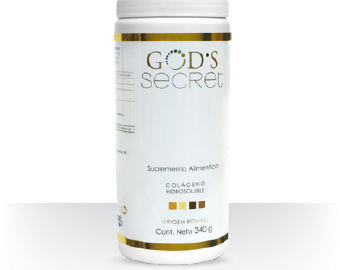 GOD'S
secret
Suplemento Alimenticio
COLÁGENO
HIDROSOLUBLE
ORIGEN BOVINO
Cont. Neto 340 g